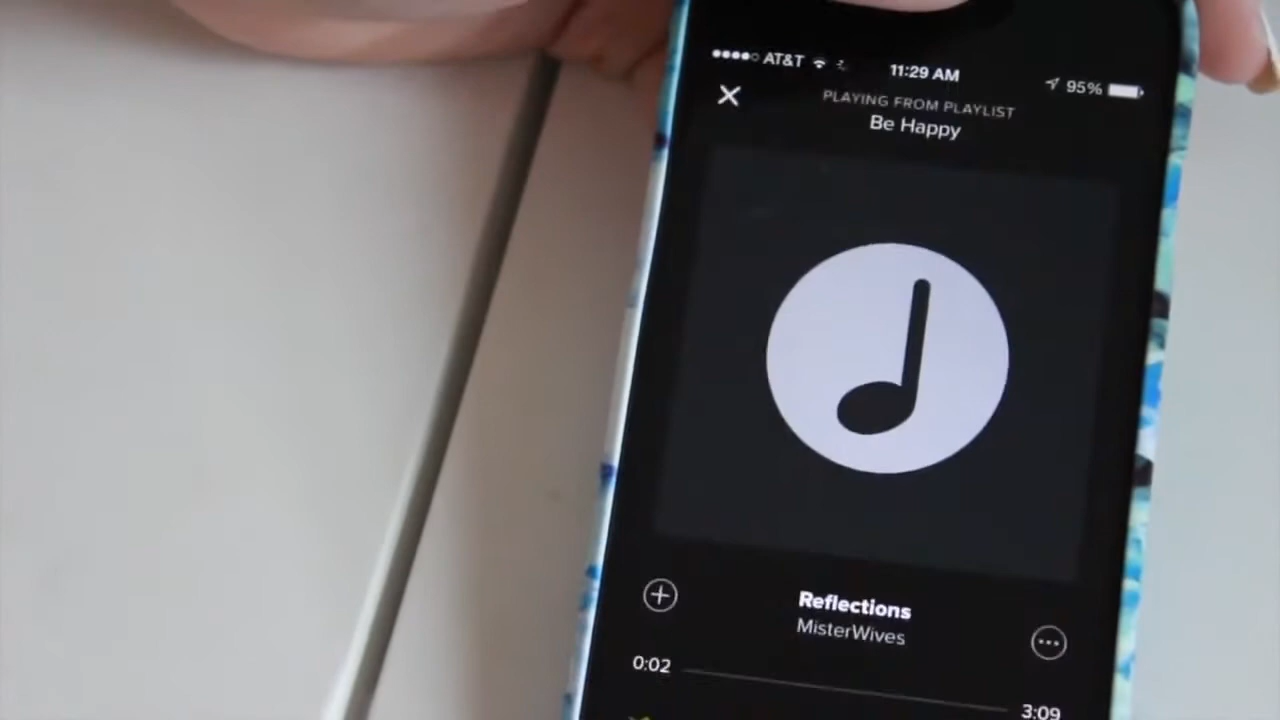 AT&T 11:29 AM 95%
PLAYING FROM PLAYLIST
Be Happy
Reflections
MisterWives
0:02
3:09